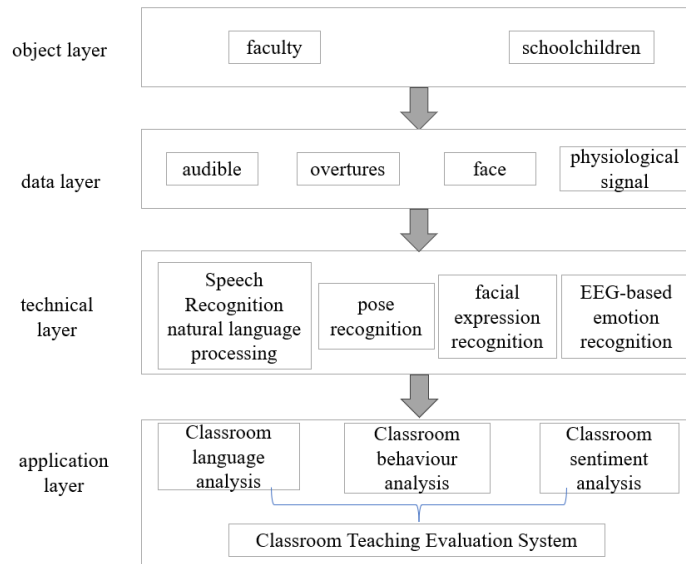 object layer
faculty
schoolchildren
data layer
audible
overtures
face
physiological
signal
technical
layer
Speech
Recognition
natural language
processing
pose
recognition
facial
expression
recognition
EEG-based
emotion
recognition
application
layer
Classroom
language
analysis
Classroom
behaviour
analysis
Classroom
sentiment
analysis
Classroom Teaching Evaluation System